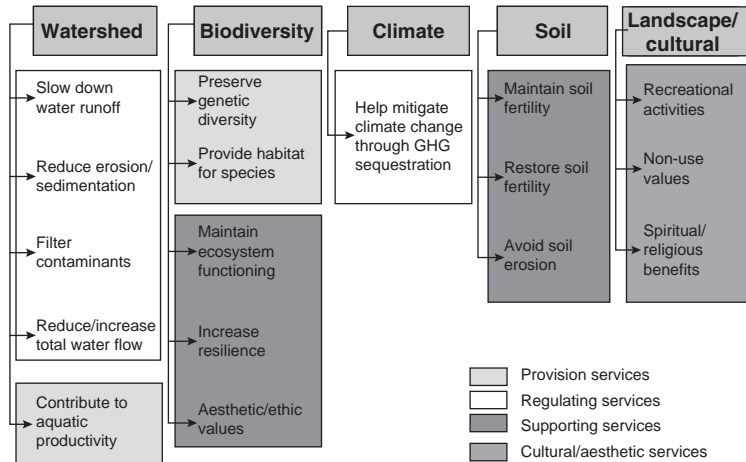 Watershed
Slow down
water runoff
Reduce erosion/
sedimentation
Filter
contaminants
Reduce/increase
total water flow
Contribute to
aquatic
productivity
Biodiversity
Preserve
genetic
diversity
Provide habitat
for species
Maintain
ecosystem
functioning
Increase
resilience
Aesthetic/ethic
values
Climate
Help mitigate
climate change
through GHG
sequestration
Soil
Maintain soil
fertility
Restore soil
fertility
Avoid soil
erosion
Landscape/
cultural
Recreational
activities
Non-use
values
Spiritual/
religious
benefits
Provision services
Regulating services
Supporting services
Cultural/aesthetic services